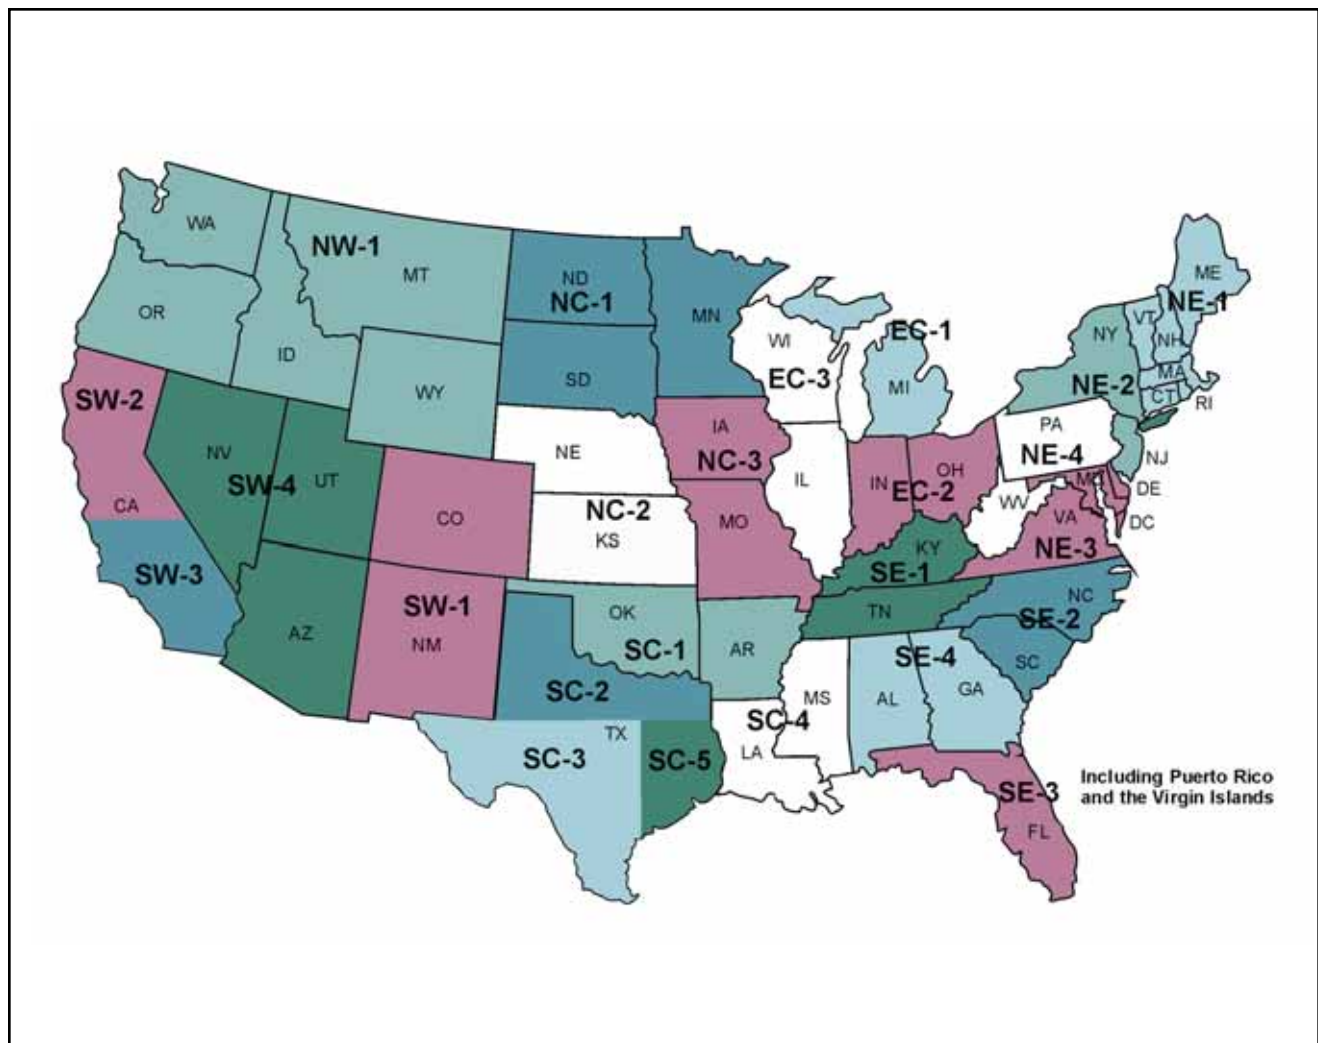 WA
NW-1
MT
OR
ID
WY
ND
NC-1
MN
SD
WI
EC-3
EC-1
MI
ME
NE-1
VT
NH
NY
MA
NE-2
CT
RI
SW-2
CA
NV
SW-4
UT
CO
NE
IA
NC-3
NC-2
KS
MO
IL
IN
EC-2
OH
PA
NE-4
NJ
MD
DE
WV
DC
VA
NE-3
KY
SE-1
SW-3
AZ
SW-1
NM
OK
SC-1
AR
TN
NC
SE-2
SC
SE-4
GA
AL
MS
SC-2
SC-4
LA
TX
SC-3
SC-5
SE-3
FL
Including Puerto Rico
and the Virgin Islands